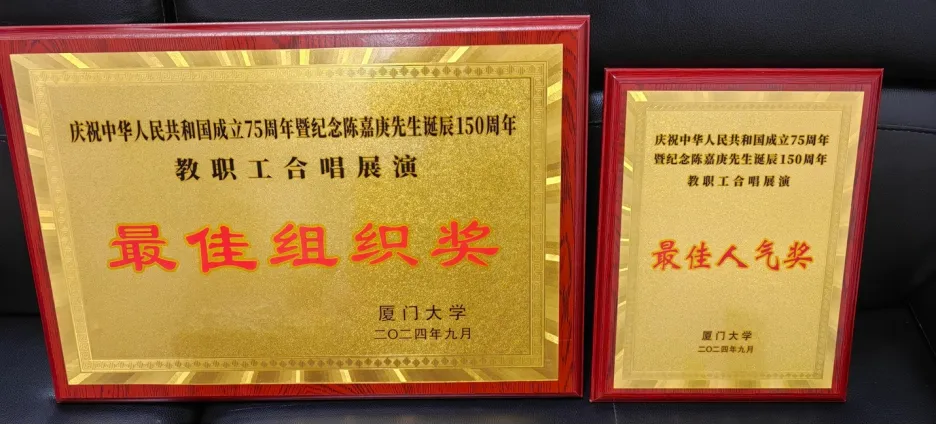 庆祝中华人民共和国成立75周年暨纪念陈嘉庚先生诞辰150周年
教职工合唱展演
最佳组织奖
厦门大学
二〇二四年九月
庆祝中华人民共和国成立75周年
暨纪念陈嘉庚先生诞辰150周年
教职工合唱展演
最佳人气奖
厦门大学
二〇二四年九月